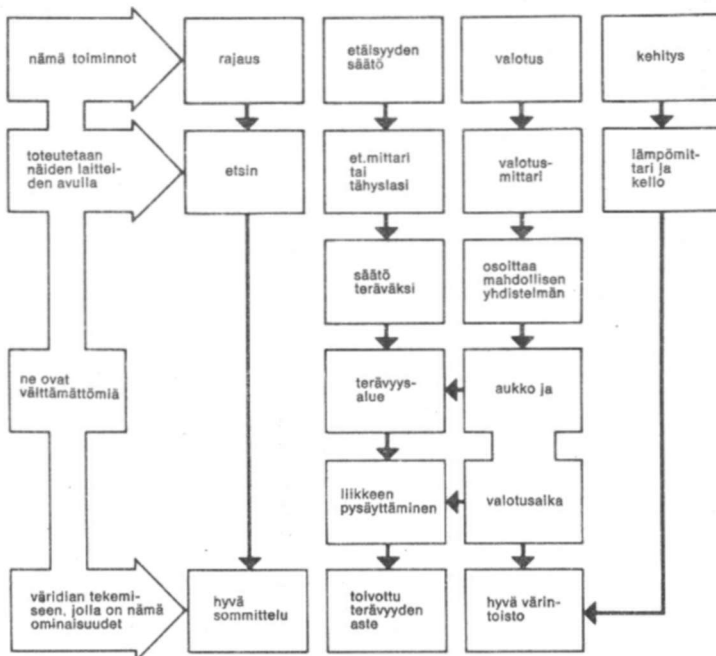 nämä toiminnot
rajaus
etäisyyden
säätö
valotus
kehitys
toteutetaan
näiden laittei-
den avulla
etsin
et.mittari
tai
tähyslasi
valotus-
mittari
lämpömit-
tari ja
kello
säätö
teräväksi
osoittaa
mahdollisen
yhdistelmän
ne ovat
välttämättömiä
terävyys-
alue
aukko ja
liikkeen
pysäyttäminen
valotusaika
väridian tekemi-
seen, jolla on nämä
ominaisuudet
hyvä
sommittelu
toivottu
terävyyden
aste
hyvä värin-
toisto